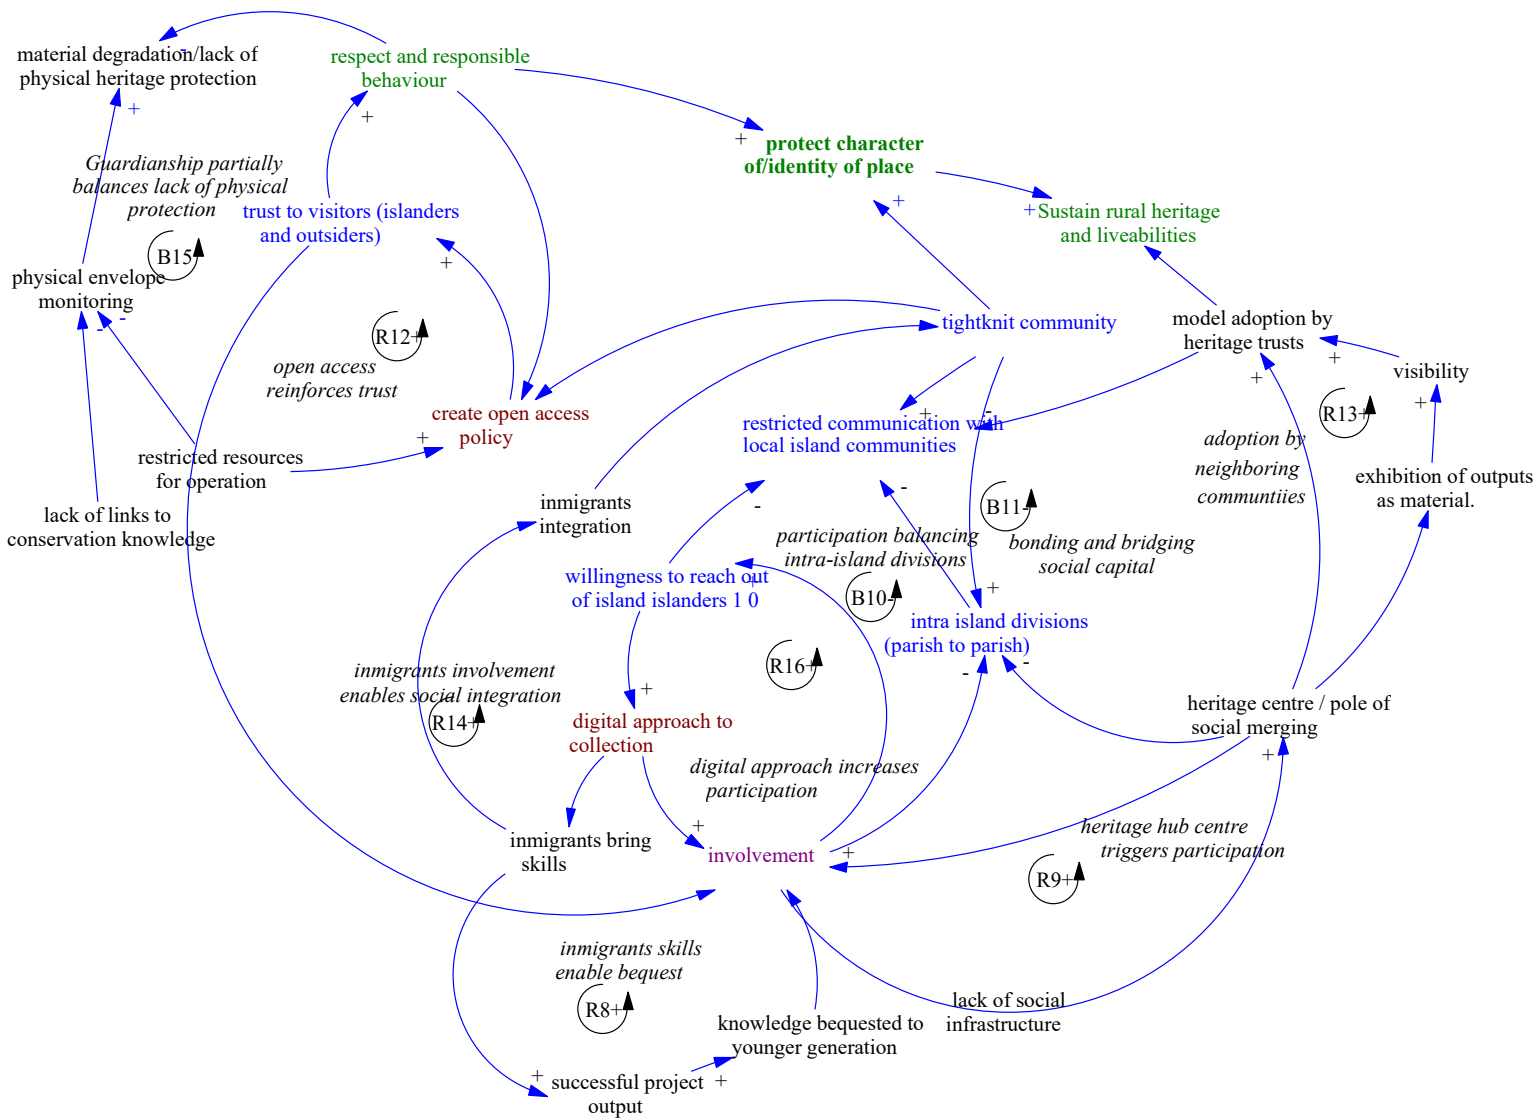 material degradation/lack of
physical heritage protection
-
+
respect and responsible
behaviour
+
+
protect character
of/identity of place
+
+
Sustain rural heritage
and liveabilities
Guardianship partially
balances lack of physical
protection
B15
trust to visitors (islanders
and outsiders)
+
physical envelope
monitoring
-
-
R12+
open access
reinforces trust
create open access
policy
+
restricted resources
for operation
lack of links to
conservation knowledge
tightknit community
model adoption by
heritage trusts
+
+
visibility
+
R13+
restricted communication with
local island communities
+
-
-
-
adoption by
neighboring
communtiies
exhibition of outputs
as material.
inmigrants
integration
B11-
participation balancing
intra-island divisions
bonding and bridging
social capital
willingness to reach out
of island islanders 1 0
+
B10-
+
intra island divisions
(parish to parish)
-
-
R16+
inmigrants involvement
enables social integration
R14+
+
digital approach to
collection
heritage centre / pole of
social merging
+
digital approach increases
participation
+
inmigrants bring
skills
involvement
+
heritage hub centre
triggers participation
R9+
inmigrants skills
enable bequest
R8+
lack of social
infrastructure
knowledge bequested to
younger generation
+
successful project
output
+